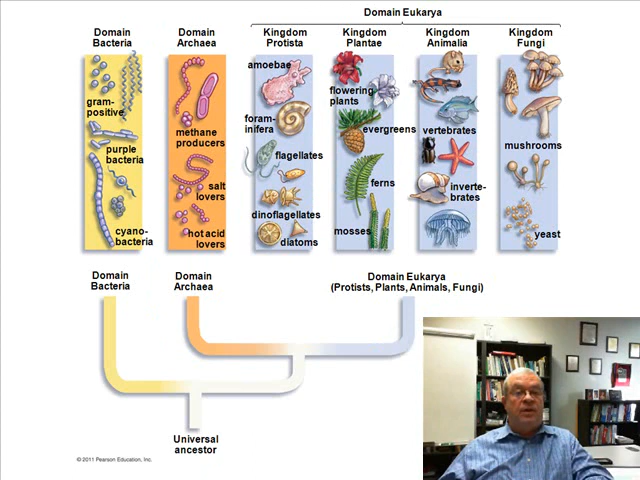 Domain Eukarya
Domain
Bacteria
Domain
Archaea
Kingdom
Protista
Kingdom
Plantae
Kingdom
Animalia
Kingdom
Fungi
gram-
positive
purple
bacteria
cyano-
bacteria
methane
producers
salt
lovers
hot acid
lovers
amoebae
foram-
inifera
flagellates
dinoflagellates
diatoms
flowering
plants
evergreens
ferns
mosses
vertebrates
inverte-
brates
mushrooms
yeast
Domain
Bacteria
Domain
Archaea
Domain Eukarya
(Protists, Plants, Animals, Fungi)
Universal
ancestor
© 2011 Pearson Education, Inc.